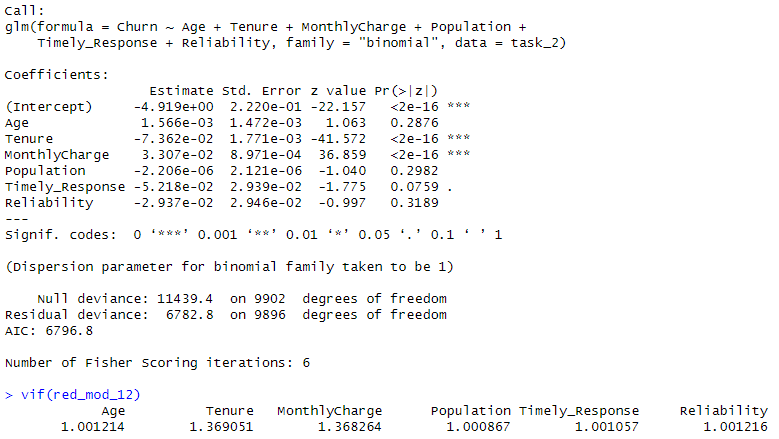 Call:
glm(formula = Churn ~ Age + Tenure + MonthlyCharge + Population +
    Timely_Response + Reliability, family = "binomial", data = task_2)

Coefficients:
                  Estimate Std. Error z value Pr(>|z|)
(Intercept)     -4.919e+00  2.220e-01 -22.157   <2e-16 ***
Age              1.566e-03  1.472e-03   1.063   0.2876
Tenure          -7.362e-02  1.771e-03 -41.572   <2e-16 ***
MonthlyCharge    3.307e-02  8.971e-04  36.859   <2e-16 ***
Population      -2.206e-06  2.121e-06  -1.040   0.2982
Timely_Response -5.218e-02  2.939e-02  -1.775   0.0759 .
Reliability     -2.937e-02  2.946e-02  -0.997   0.3189
---
Signif. codes:  0 ‘***’ 0.001 ‘**’ 0.01 ‘*’ 0.05 ‘.’ 0.1 ‘ ’ 1

(Dispersion parameter for binomial family taken to be 1)

    Null deviance: 11439.4  on 9902  degrees of freedom
Residual deviance:  6782.8  on 9896  degrees of freedom
AIC: 6796.8

Number of Fisher Scoring iterations: 6

> vif(red_mod_12)
            Age          Tenure   MonthlyCharge      Population Timely_Response     Reliability
       1.001214        1.369051        1.368264        1.000867        1.001057        1.001216